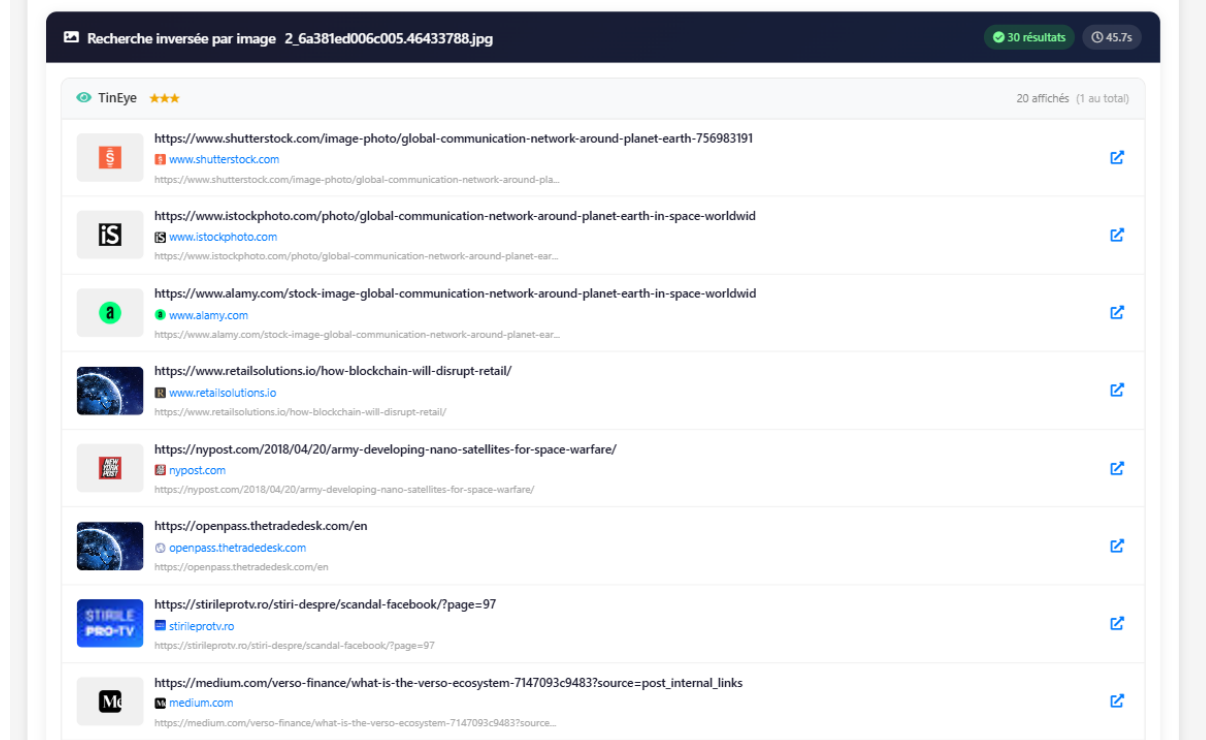 Recherche inversée par image 2_6a381ed006c005.46433788.jpg
30 résultats
45.7s
TinEye
20 affichés (1 au total)
https://www.shutterstock.com/image-photo/global-communication-network-around-planet-earth-756983191
www.shutterstock.com
https://www.shutterstock.com/image-photo/global-communication-network-around-pla...
iS
https://www.istockphoto.com/photo/global-communication-network-around-planet-earth-in-space-worldwid
iS www.istockphoto.com
https://www.istockphoto.com/photo/global-communication-network-around-planet-ear...
a
https://www.alamy.com/stock-image-global-communication-network-around-planet-earth-in-space-worldwid
a www.alamy.com
https://www.alamy.com/stock-image-global-communication-network-around-planet-ear...
https://www.retailsolutions.io/how-blockchain-will-disrupt-retail/
R www.retailsolutions.io
https://www.retailsolutions.io/how-blockchain-will-disrupt-retail/
NEW YORK POST
https://nypost.com/2018/04/20/army-developing-nano-satellites-for-space-warfare/
nypost.com
https://nypost.com/2018/04/20/army-developing-nano-satellites-for-space-warfare/
https://openpass.thetradedesk.com/en
openpass.thetradedesk.com
https://openpass.thetradedesk.com/en
STIRILE
PRO-TV
https://stirileprotv.ro/stiri-despre/scandal-facebook/?page=97
stirileprotv.ro
https://stirileprotv.ro/stiri-despre/scandal-facebook/?page=97
https://medium.com/verso-finance/what-is-the-verso-ecosystem-7147093c9483?source=post_internal_links
medium.com
https://medium.com/verso-finance/what-is-the-verso-ecosystem-7147093c9483?source...